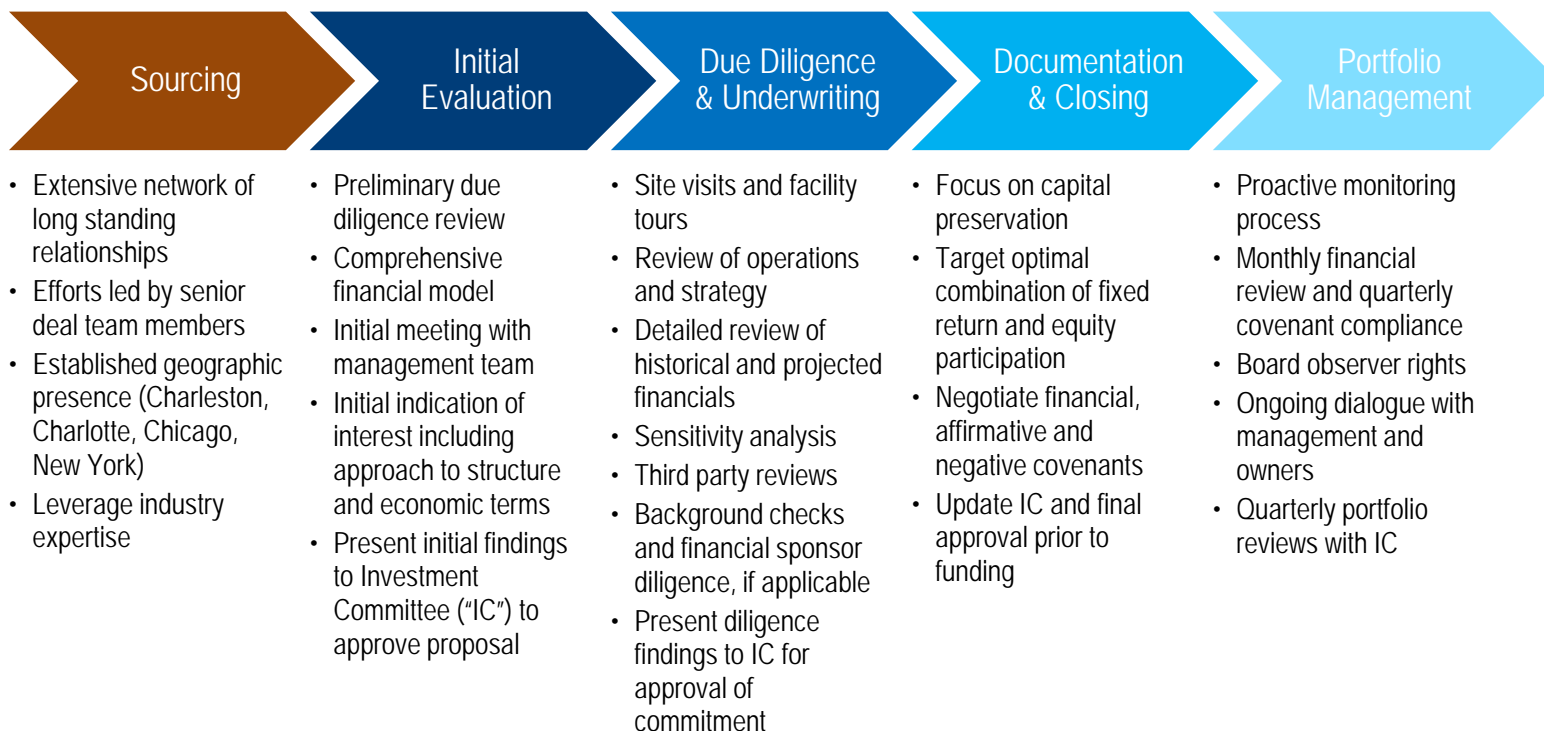 Sourcing
Initial
Evaluation
Due Diligence
& Underwriting
Documentation
& Closing
Portfolio
Management
• Extensive network of
long standing
relationships
• Efforts led by senior
deal team members
• Established geographic
presence (Charleston,
Charlotte, Chicago,
New York)
• Leverage industry
expertise
• Preliminary due
diligence review
• Comprehensive
financial model
• Initial meeting with
management team
• Initial indication of
interest including
approach to structure
and economic terms
• Present initial findings
to Investment
Committee (“IC”) to
approve proposal
• Site visits and facility
tours
• Review of operations
and strategy
• Detailed review of
historical and projected
financials
• Sensitivity analysis
• Third party reviews
• Background checks
and financial sponsor
diligence, if applicable
• Present diligence
findings to IC for
approval of
commitment
• Focus on capital
preservation
• Target optimal
combination of fixed
return and equity
participation
• Negotiate financial,
affirmative and
negative covenants
• Update IC and final
approval prior to
funding
• Proactive monitoring
process
• Monthly financial
review and quarterly
covenant compliance
• Board observer rights
• Ongoing dialogue with
management and
owners
• Quarterly portfolio
reviews with IC